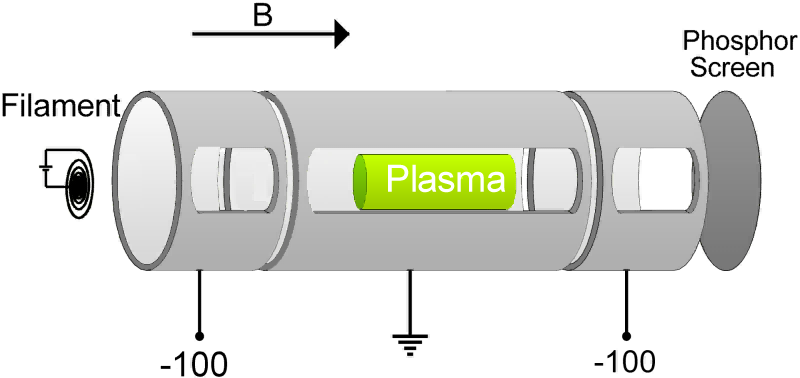 B
Phosphor
Screen
Filament
Plasma
-100
-100